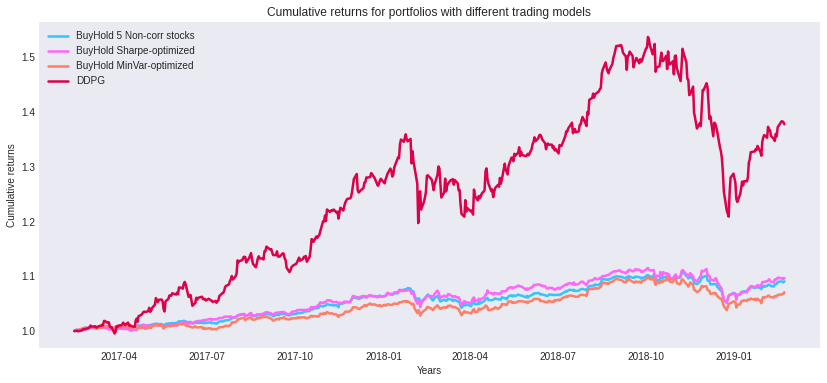 Cumulative returns for portfolios with different trading models
BuyHold 5 Non-corr stocks
BuyHold Sharpe-optimized
BuyHold MinVar-optimized
DDPG
Cumulative returns
1.5
1.4
1.3
1.2
1.1
1.0
2017-04 2017-07 2017-10 2018-01 2018-04 2018-07 2018-10 2019-01
Years